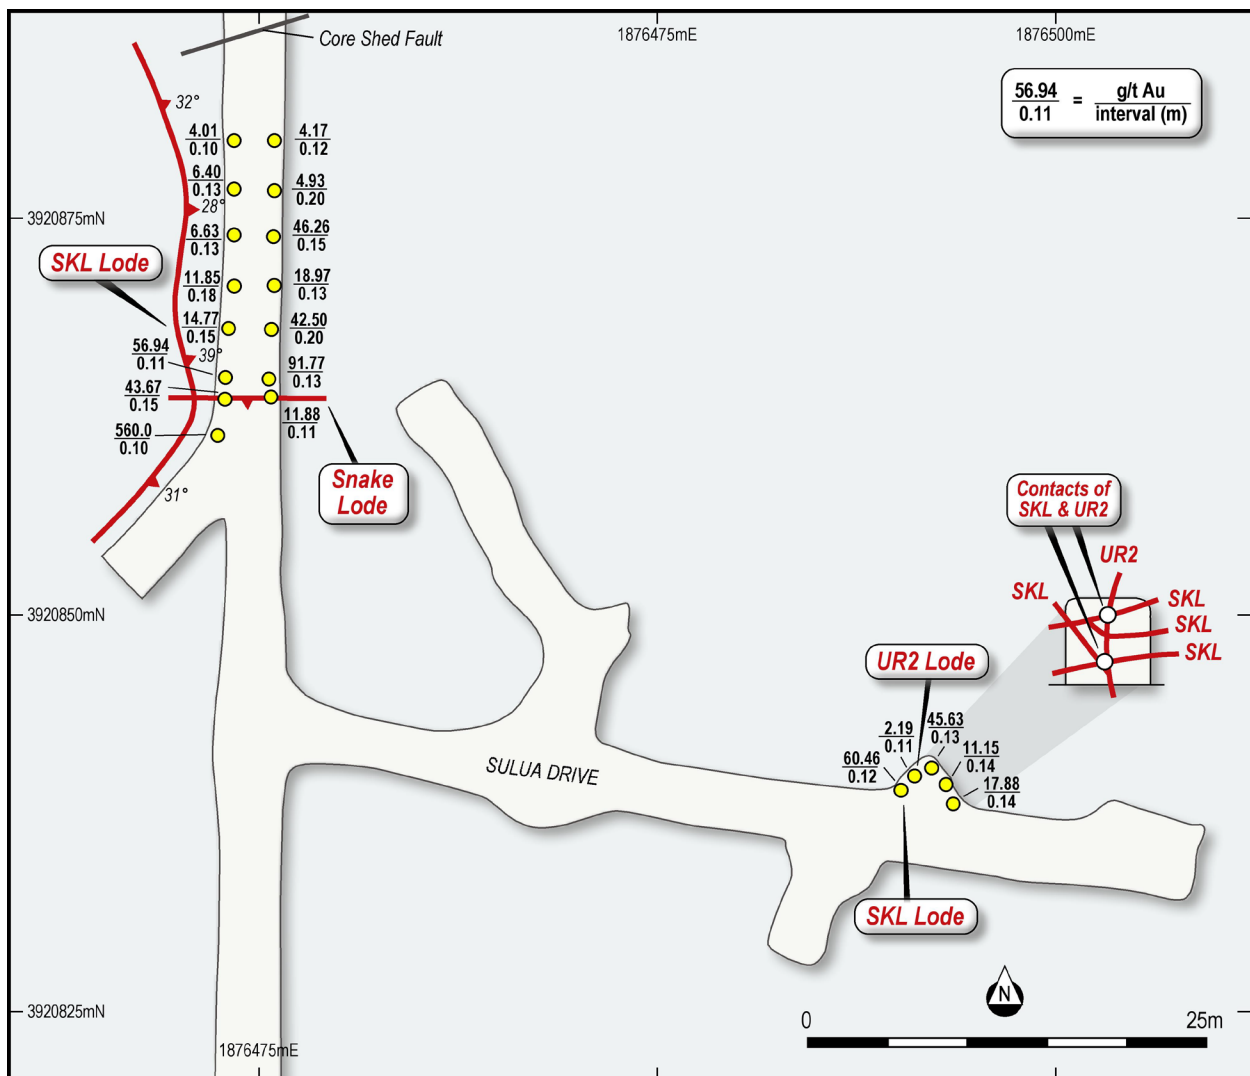 1876475mE
1876500mE
Core Shed Fault
56.94
0.11
=
g/t Au
interval (m)
32°
4.01
0.10
4.17
0.12
6.40
0.13
4.93
0.20
28°
3920875mN
6.63
0.13
46.26
0.15
SKL Lode
11.85
0.18
18.97
0.13
14.77
0.15
42.50
0.20
56.94
0.11
39°
91.77
0.13
43.67
0.15
11.88
0.11
560.0
0.10
Snake
Lode
31°
Contacts of
SKL & UR2
UR2
SKL
SKL
SKL
SKL
3920850mN
UR2 Lode
2.19
0.11
45.63
0.13
60.46
0.12
11.15
0.14
17.88
0.14
SULUA DRIVE
SKL Lode
N
3920825mN
0
25m
1876475mE